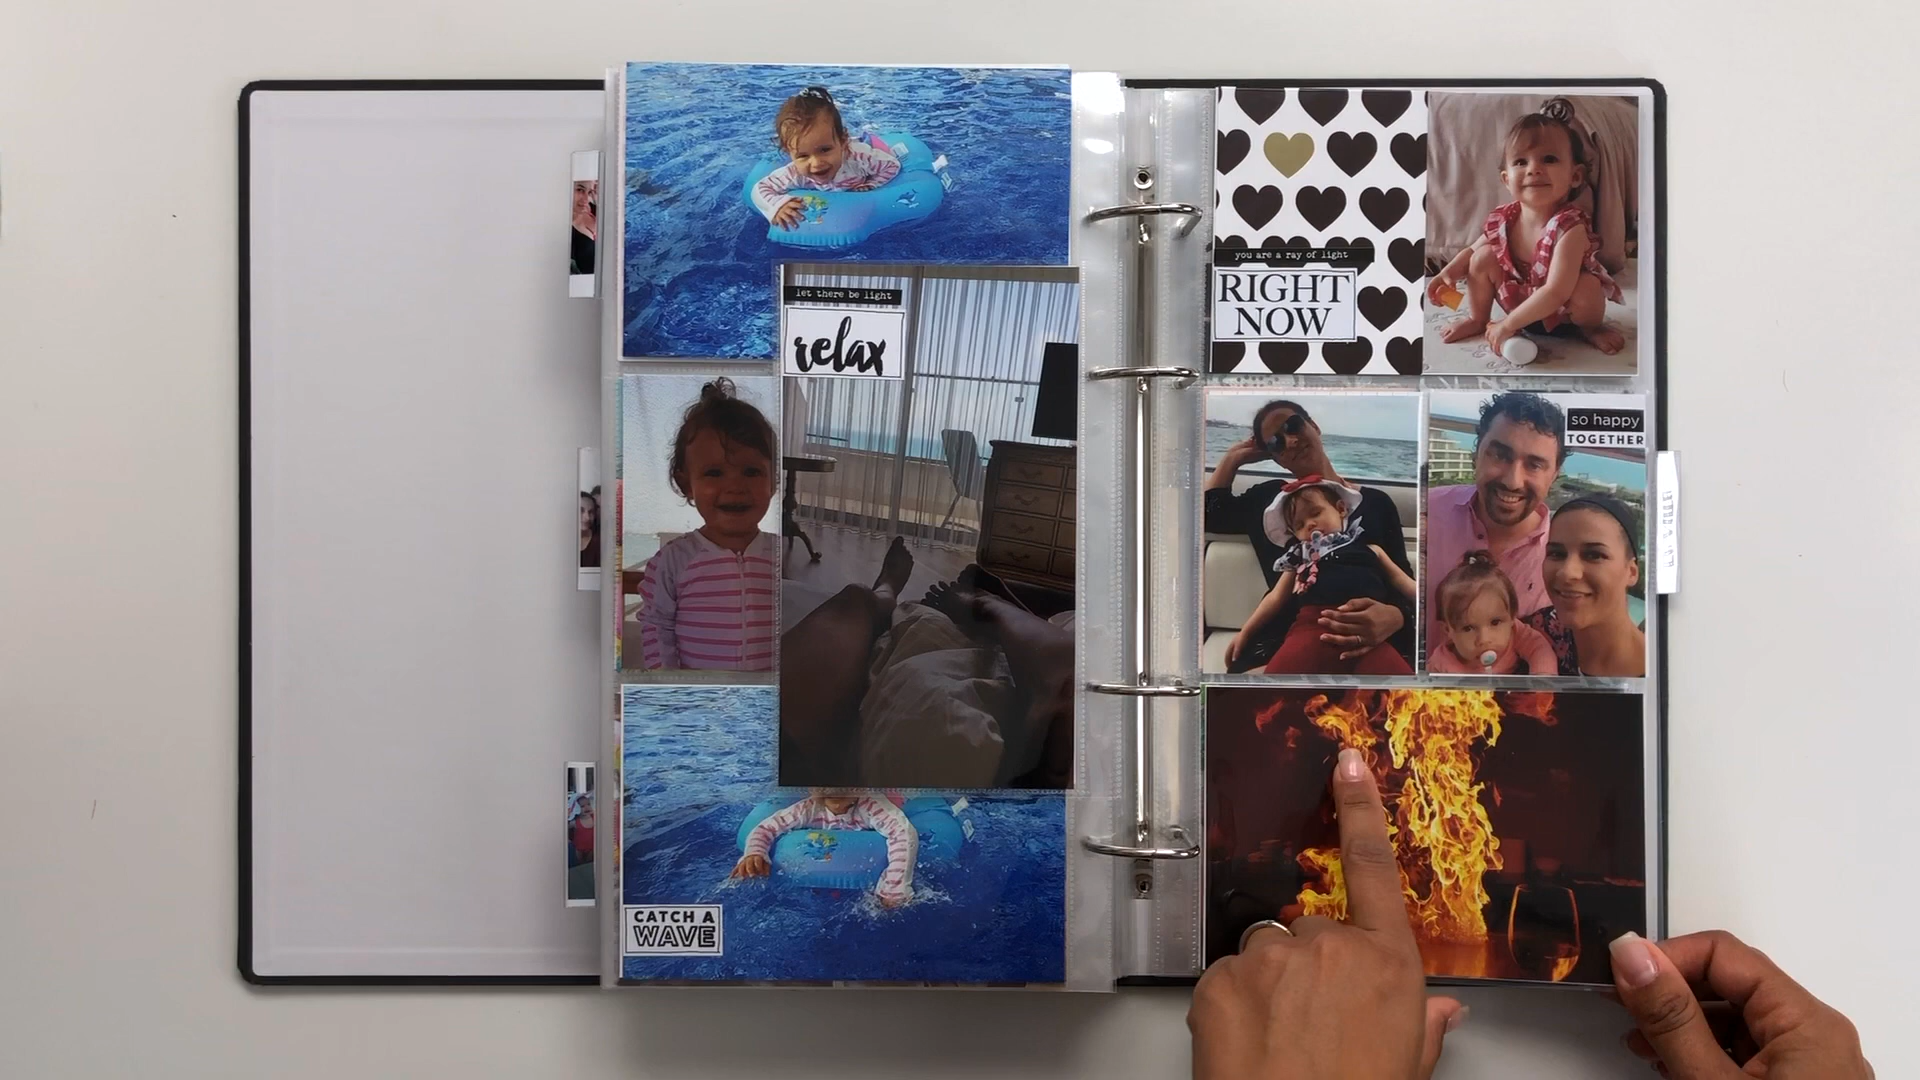 let there be light
relax
CATCH A
WAVE
you are a ray of light
RIGHT
NOW
so happy
TOGETHER